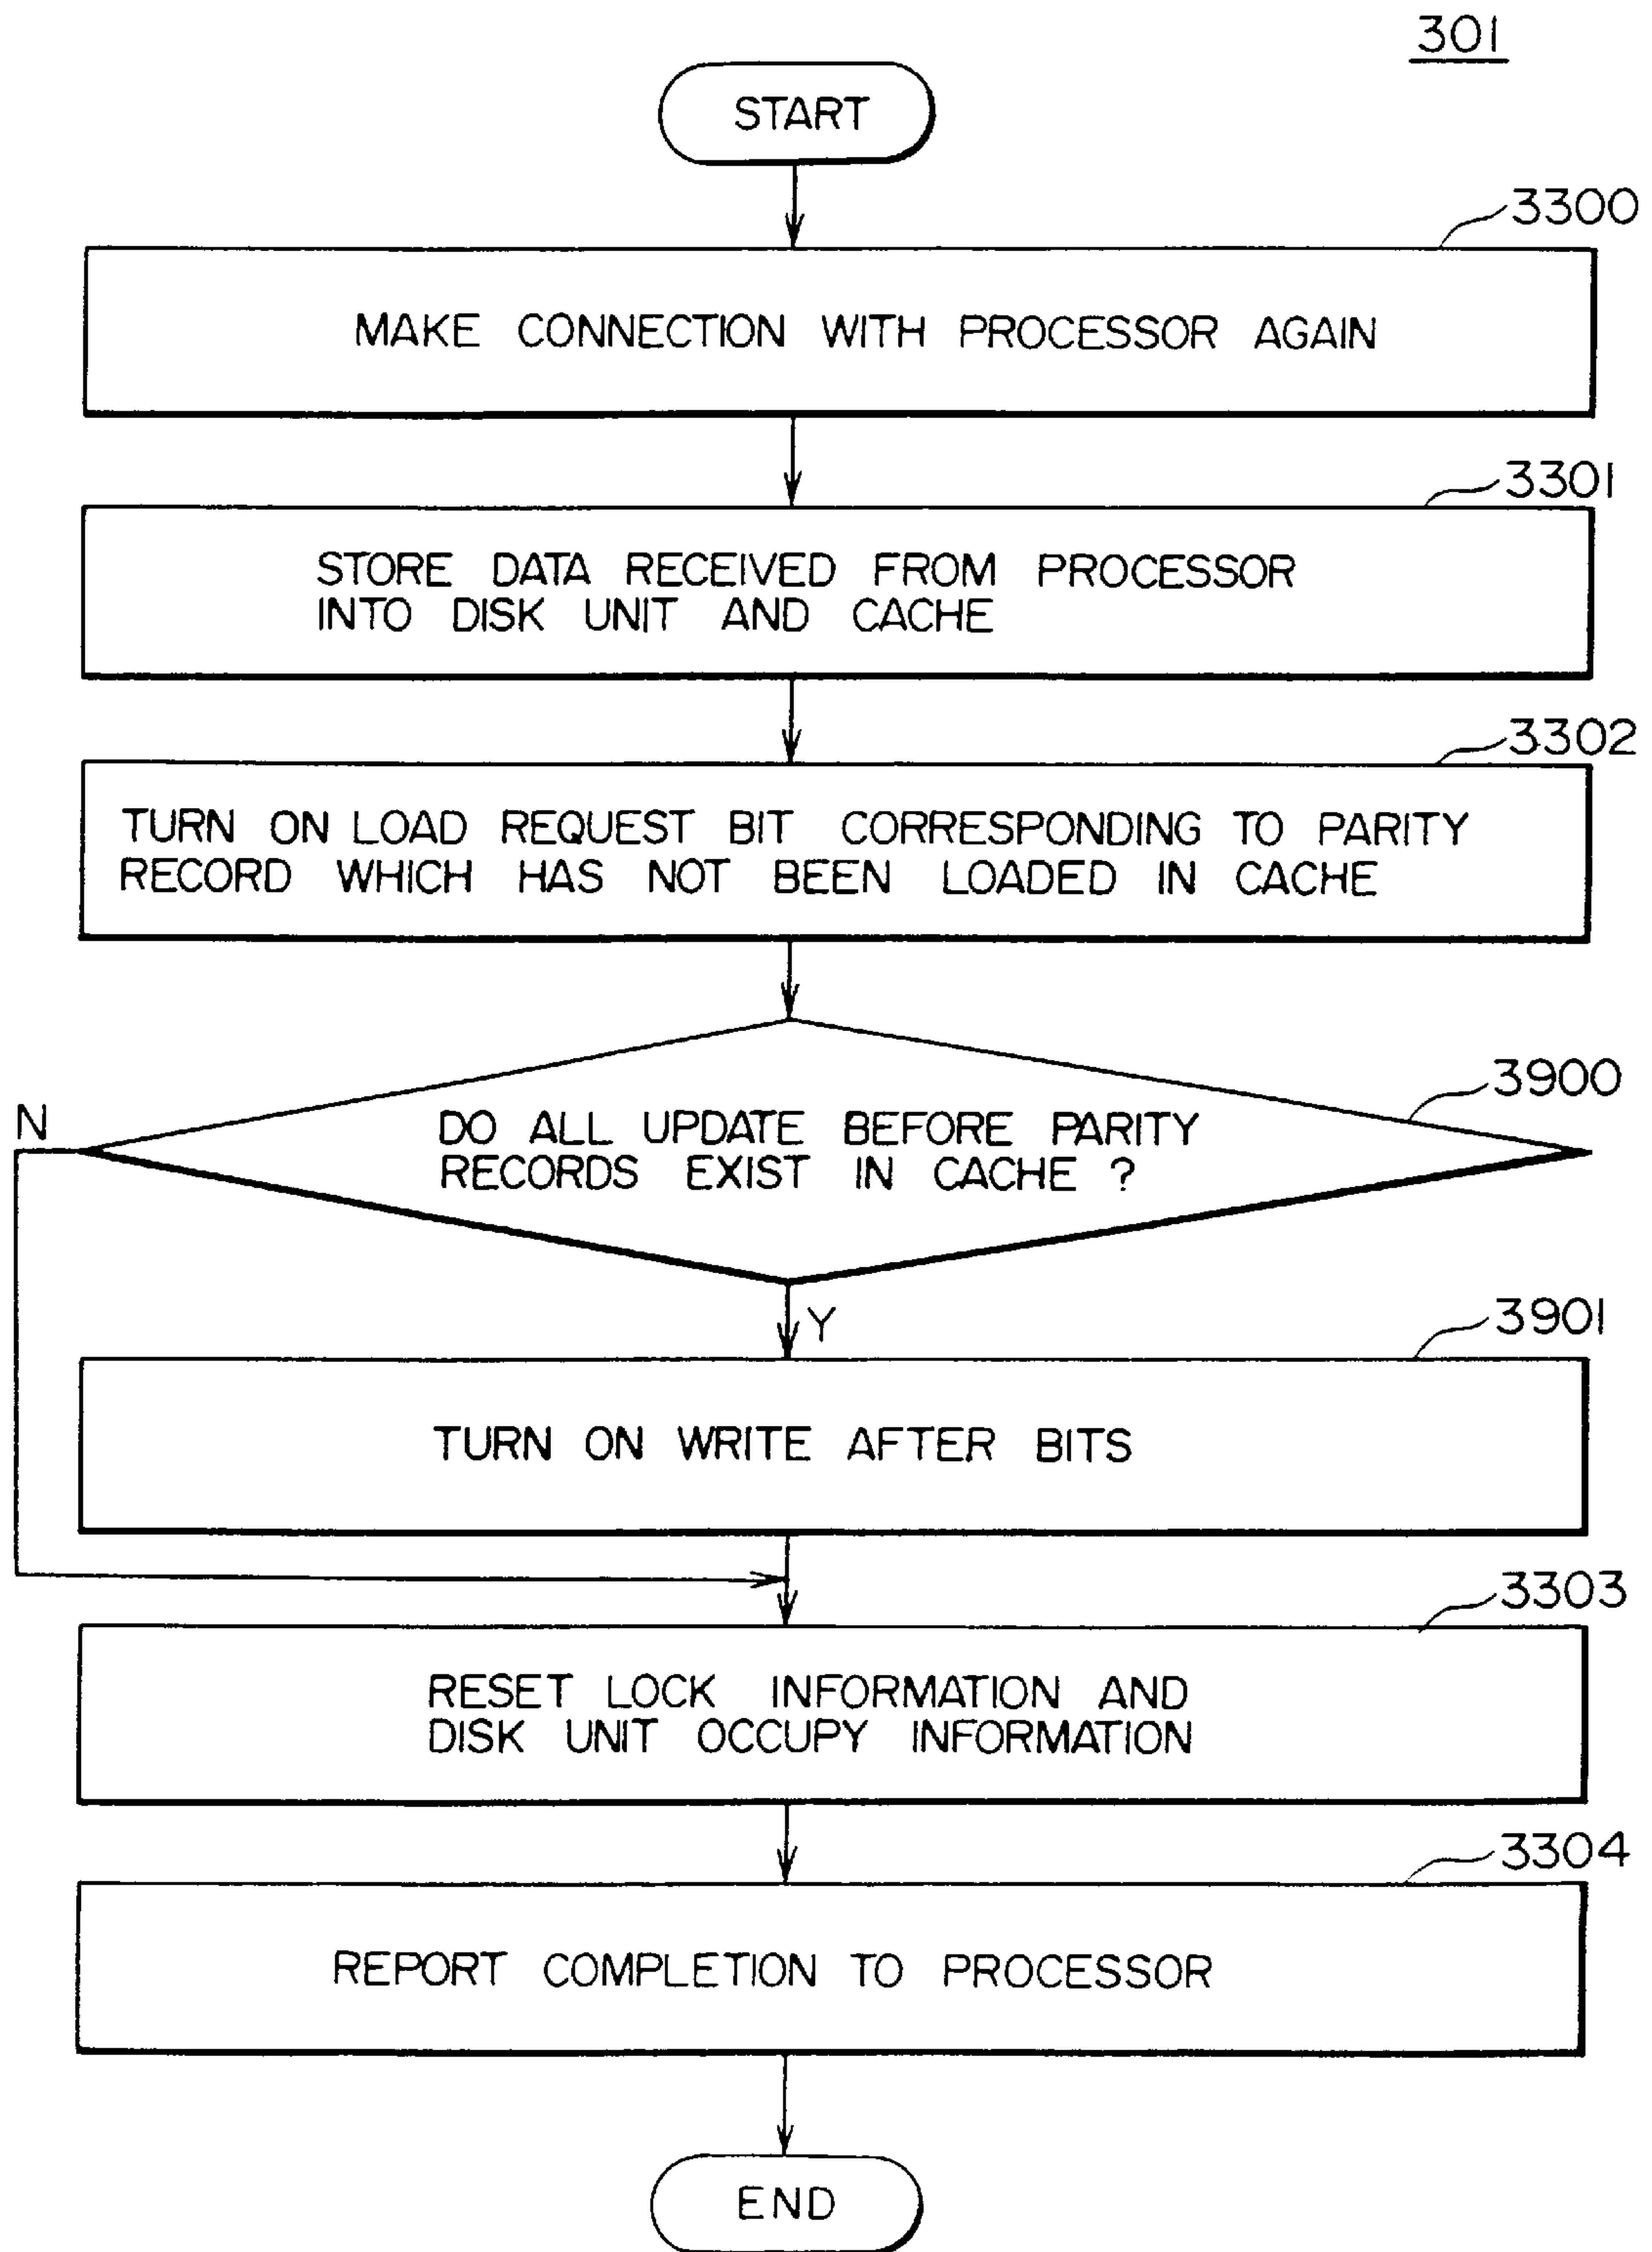 301
START
3300
MAKE CONNECTION WITH PROCESSOR AGAIN
3301
STORE DATA RECEIVED FROM PROCESSOR
INTO DISK UNIT AND CACHE
3302
TURN ON LOAD REQUEST BIT CORRESPONDING TO PARITY
RECORD WHICH HAS NOT BEEN LOADED IN CACHE
3900
N
DO ALL UPDATE BEFORE PARITY
RECORDS EXIST IN CACHE ?
Y
3901
TURN ON WRITE AFTER BITS
3303
RESET LOCK INFORMATION AND
DISK UNIT OCCUPY INFORMATION
3304
REPORT COMPLETION TO PROCESSOR
END